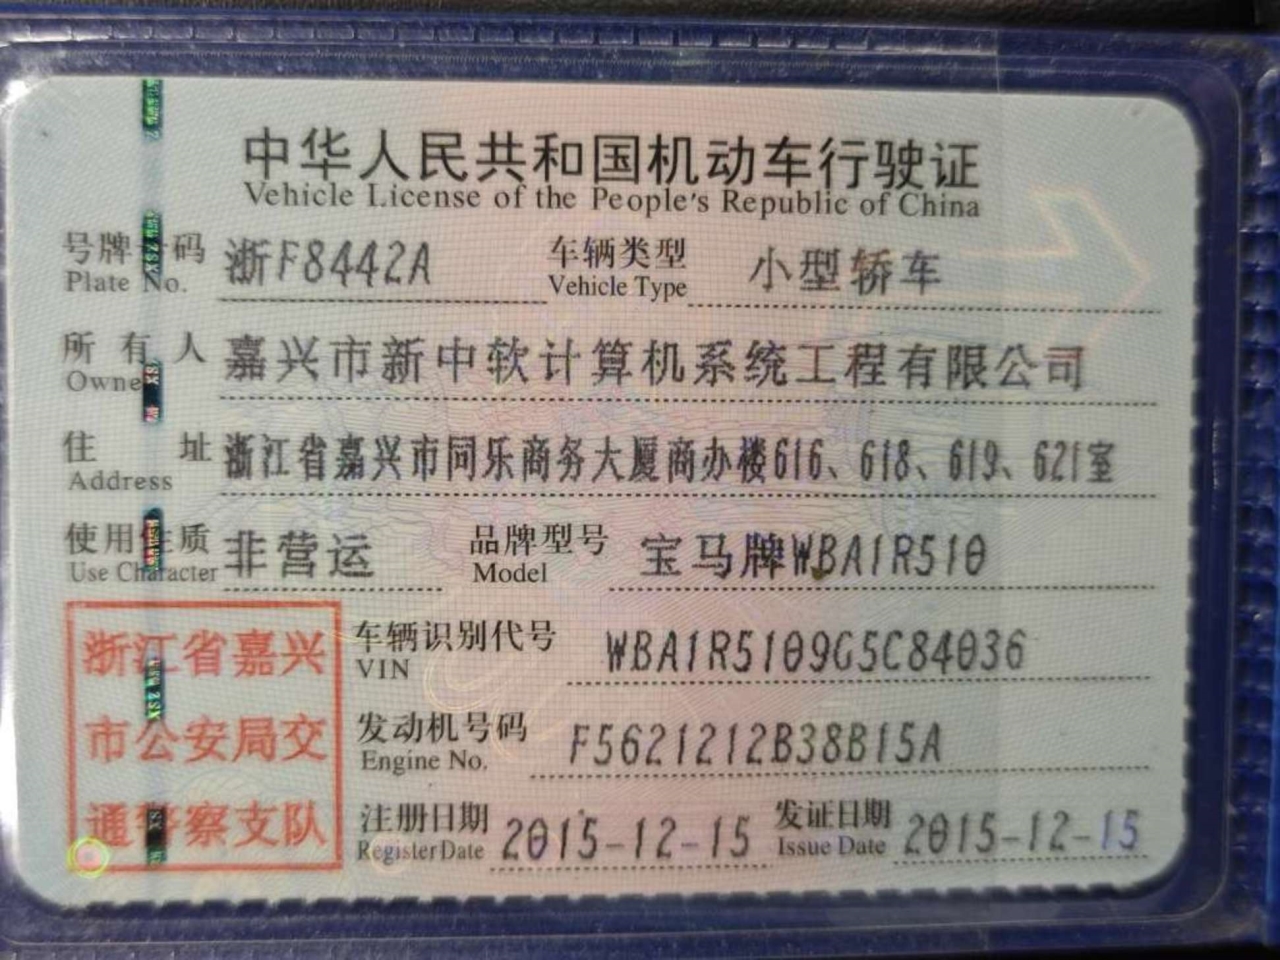 中华人民共和国机动车行驶证
Vehicle License of the People's Republic of China
号牌号码 浙F8442A 车辆类型 小型轿车
Plate No. Vehicle Type
所有人 嘉兴市新中软计算机系统工程有限公司
Owner
住址 浙江省嘉兴市同乐商务大厦商办楼616、618、619、621室
Address
使用性质 非营运 品牌型号 宝马牌WBA1R510
Use Character Model
浙江省嘉兴
市公安局交
通警察支队
车辆识别代号 WBA1R5109G5C84036
VIN
发动机号码 F5621212B38B15A
Engine No.
注册日期 2015-12-15 发证日期 2015-12-15
Register Date Issue Date